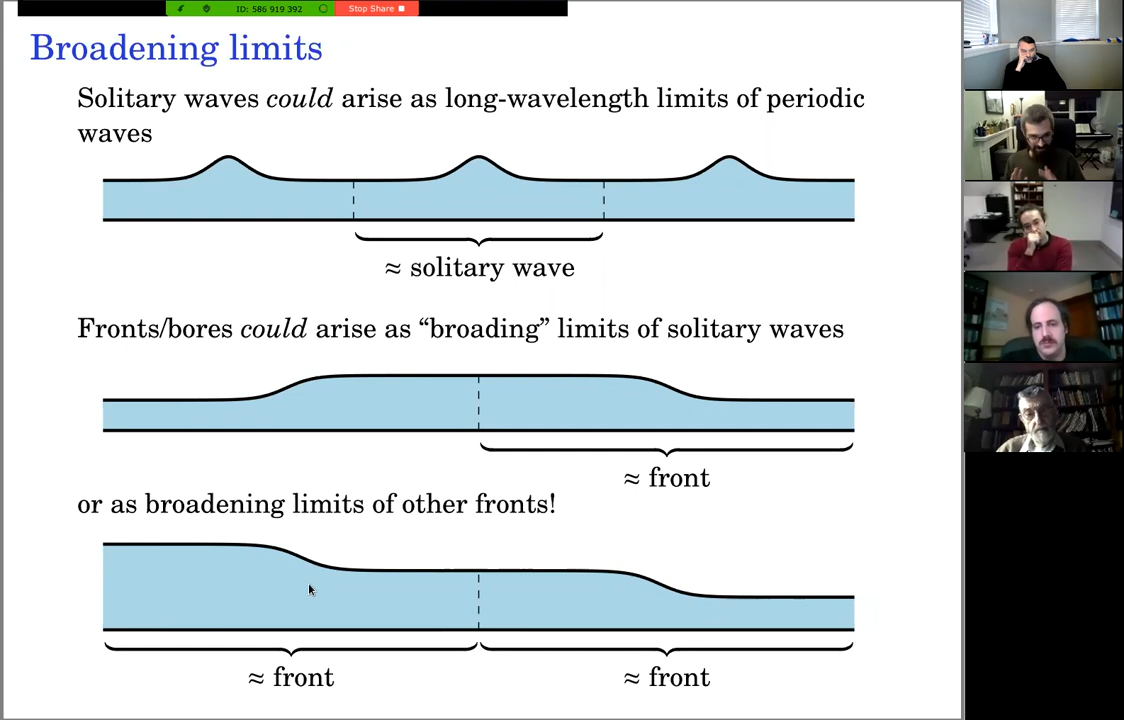 ID: 586 919 392
Stop Share
Broadening limits
Solitary waves could arise as long-wavelength limits of periodic
waves
≈ solitary wave
Fronts/bores could arise as “broading” limits of solitary waves
≈ front
or as broadening limits of other fronts!
≈ front ≈ front